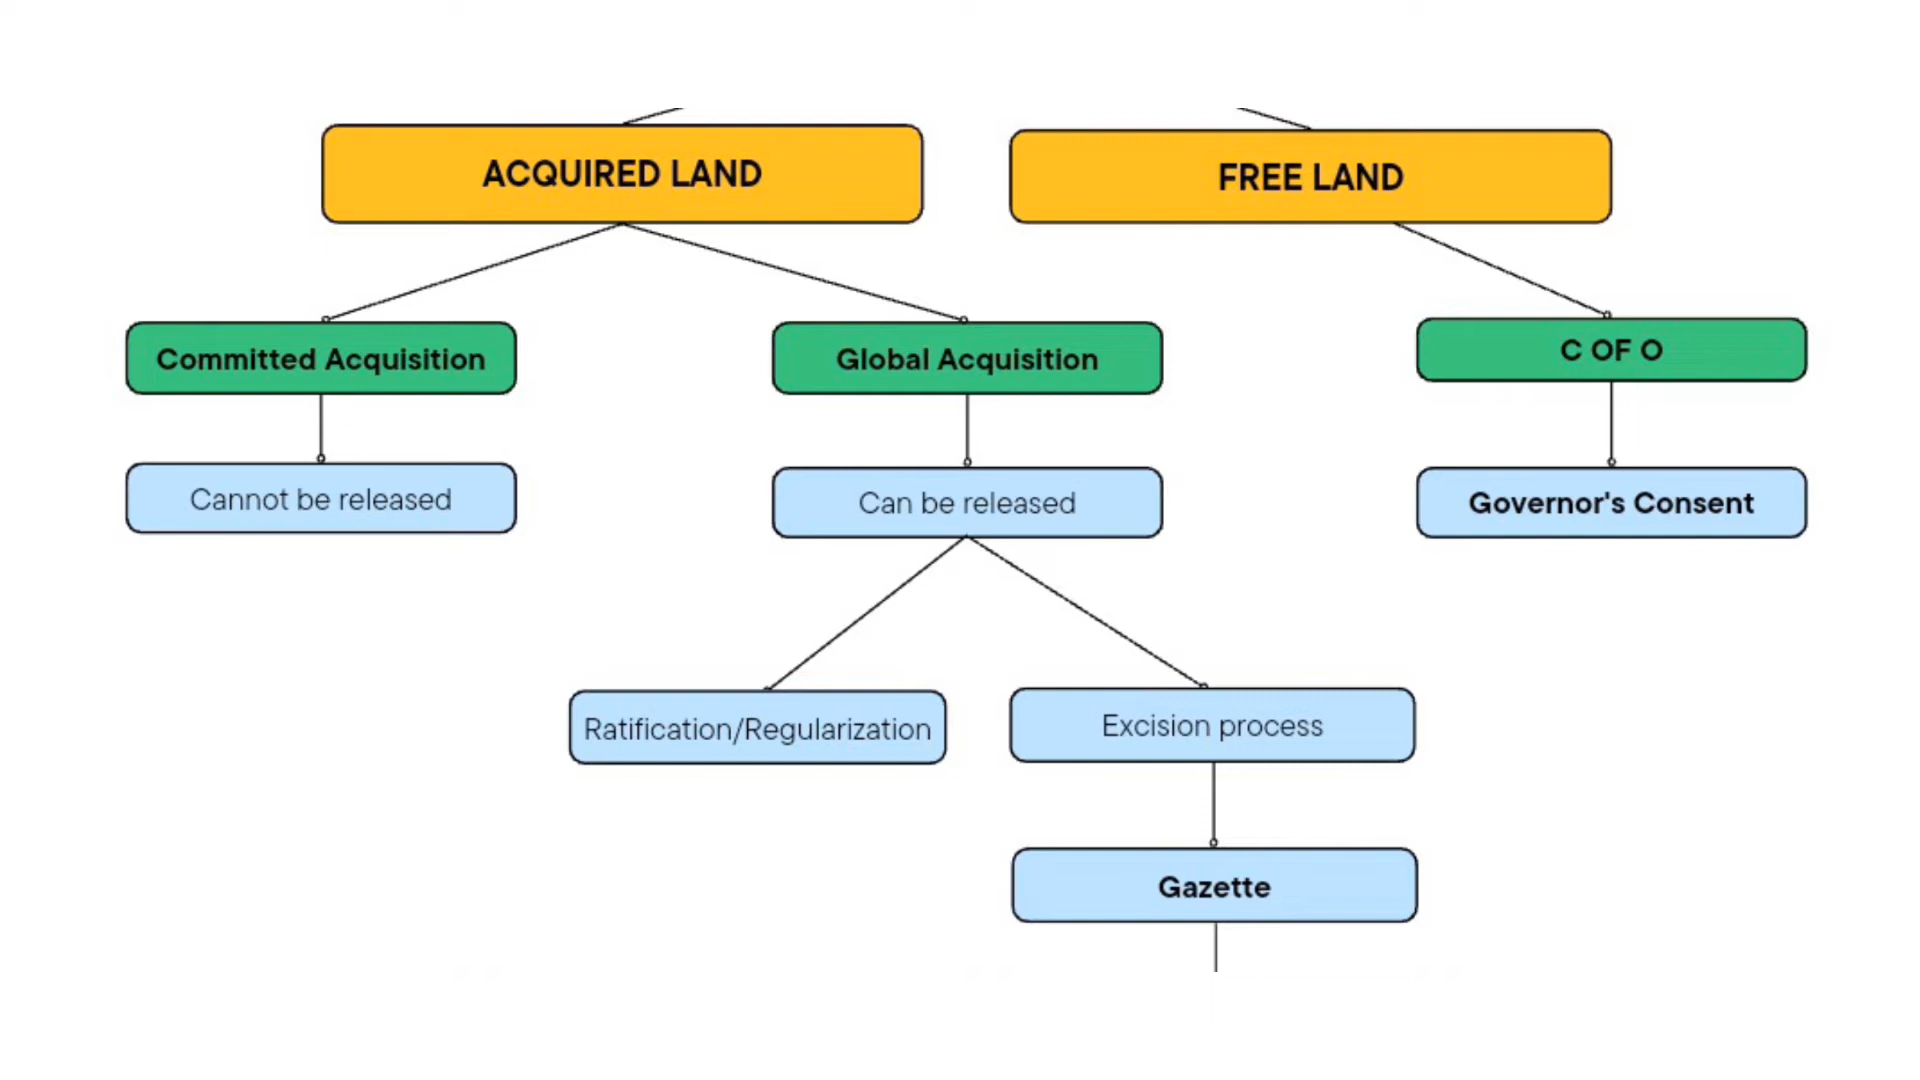 ACQUIRED LAND
FREE LAND
Committed Acquisition
Global Acquisition
C OF O
Cannot be released
Can be released
Governor's Consent
Ratification/Regularization
Excision process
Gazette